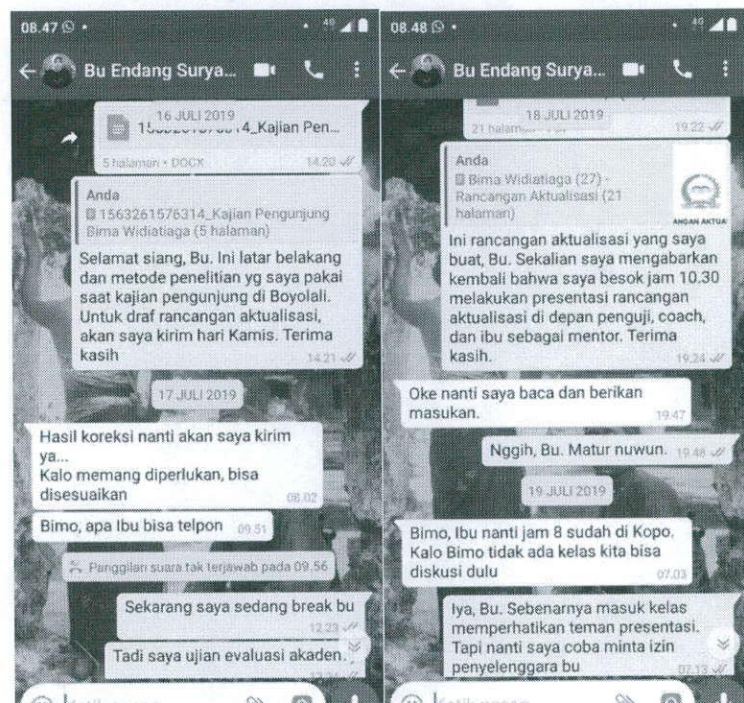 08.47
4G
Bu Endang Surya...
16 JULI 2019
4_Kajian Pen...
5 halaman • DOCX
14.20
Anda
1563261576314_Kajian Pengunjung
Bima Widiatiaga (5 halaman)
Selamat siang, Bu. Ini latar belakang
dan metode penelitian yg saya pakai
saat kajian pengunjung di Boyolali.
Untuk draf rancangan aktualisasi,
akan saya kirim hari Kamis. Terima
kasih
14.21
17 JULI 2019
Hasil koreksi nanti akan saya kirim
ya...
Kalo memang diperlukan, bisa
disesuaikan
08.02
Bimo, apa Ibu bisa telpon 09.51
Panggilan suara tak terjawab pada 09.56
Sekarang saya sedang break bu
12.23
Tadi saya ujian evaluasi akadem
08.48
4G
Bu Endang Surya...
18 JULI 2019
21 halaman
19.22
Anda
Bima Widiatiaga (27) -
Rancangan Aktualisasi (21
halaman)
ANGAN AKTUA
Ini rancangan aktualisasi yang saya
buat, Bu. Sekalian saya mengabarkan
kembali bahwa saya besok jam 10.30
melakukan presentasi rancangan
aktualisasi di depan penguji, coach,
dan ibu sebagai mentor. Terima
kasih.
19.24
Oke nanti saya baca dan berikan
masukan.
19.47
Nggih, Bu. Matur nuwun. 19.48
19 JULI 2019
Bimo, Ibu nanti jam 8 sudah di Kopo.
Kalo Bimo tidak ada kelas kita bisa
diskusi dulu
07.03
Iya, Bu. Sebenarnya masuk kelas
memperhatikan teman presentasi.
Tapi nanti saya coba minta izin
penyelenggara bu
07.13